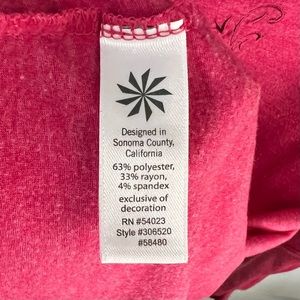 Designed in
Sonoma County,
California
63% polyester,
33% rayon,
4% spandex
exclusive of
decoration
RN #54023
Style #306520
#58480